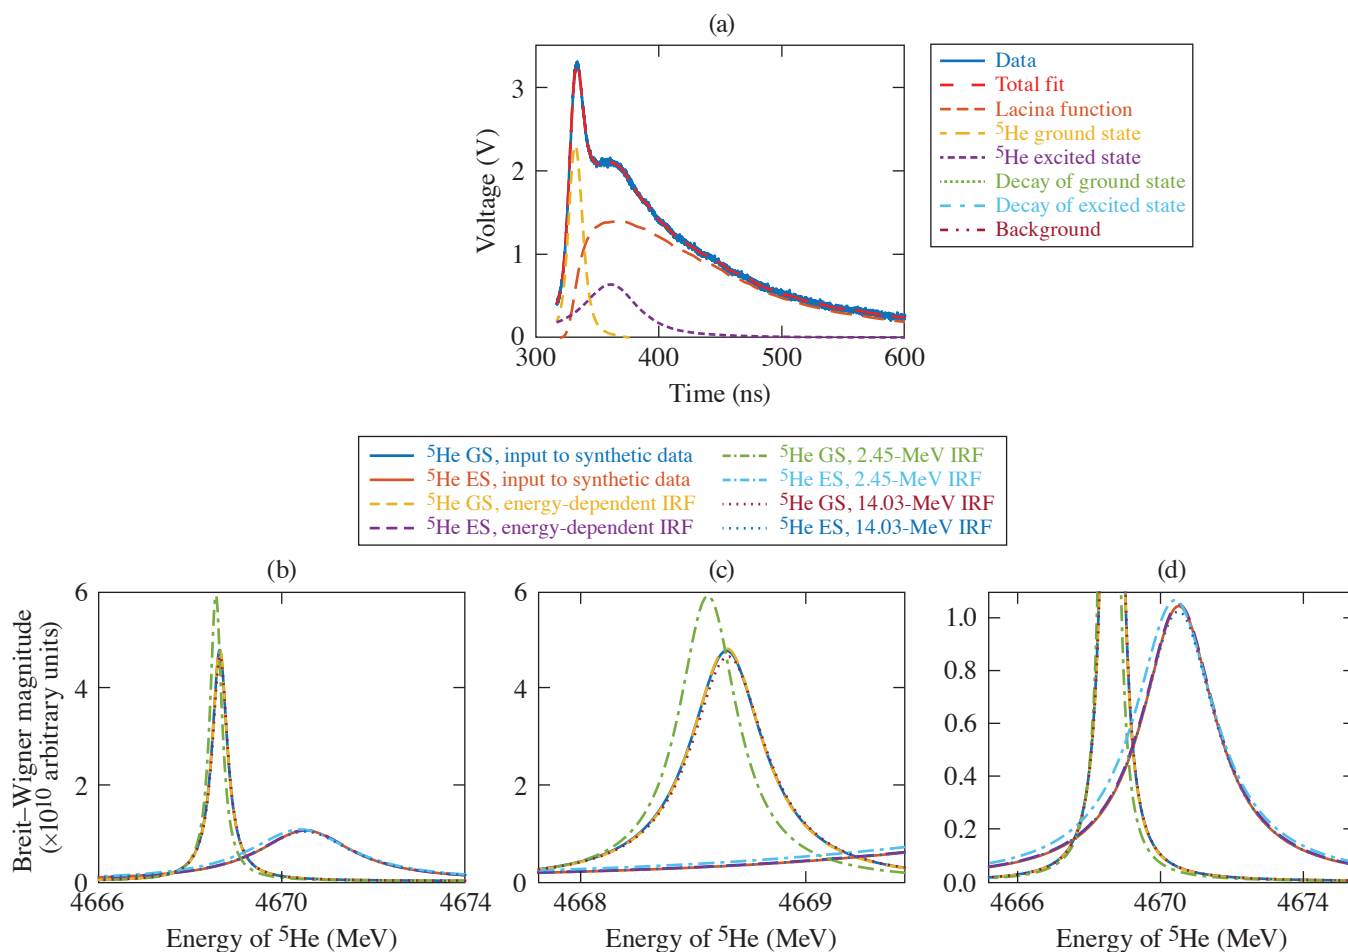 (a)
3
2
1
0
Voltage (V)
300
400
500
600
Time (ns)
Data
Total fit
Lacina function
⁵He ground state
⁵He excited state
Decay of ground state
Decay of excited state
Background
⁵He GS, input to synthetic data
⁵He ES, input to synthetic data
⁵He GS, energy-dependent IRF
⁵He ES, energy-dependent IRF
⁵He GS, 2.45-MeV IRF
⁵He ES, 2.45-MeV IRF
⁵He GS, 14.03-MeV IRF
⁵He ES, 14.03-MeV IRF
(b)
Breit–Wigner magnitude
(×10¹⁰ arbitrary units)
6
4
2
0
4666
4670
4674
Energy of ⁵He (MeV)
(c)
6
4
2
0
4668
4669
Energy of ⁵He (MeV)
(d)
1.0
0.8
0.6
0.4
0.2
0.0
4666
4670
4674
Energy of ⁵He (MeV)